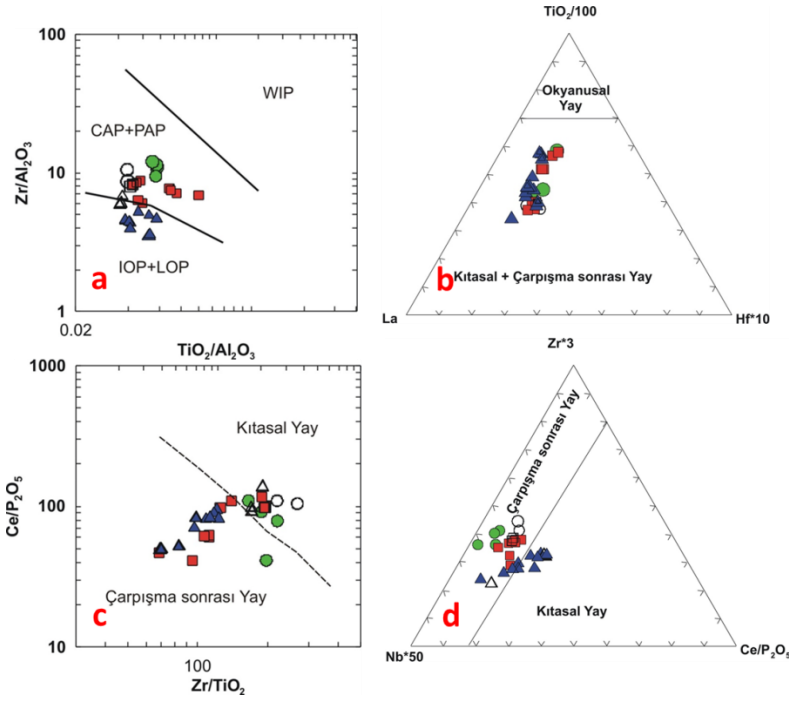 100
10
1
0.02
Zr/Al₂O₃
TiO₂/Al₂O₃
WIP
CAP+PAP
IOP+LOP
a
TiO₂/100
Okyanusal
Yay
Kıtasal + Çarpışma sonrası Yay
b
La
Hf*10
1000
100
10
100
Ce/P₂O₅
Zr/TiO₂
Kıtasal Yay
Çarpışma sonrası Yay
c
Zr*3
Çarpışma sonrası Yay
Kıtasal Yay
d
Nb*50
Ce/P₂O₅